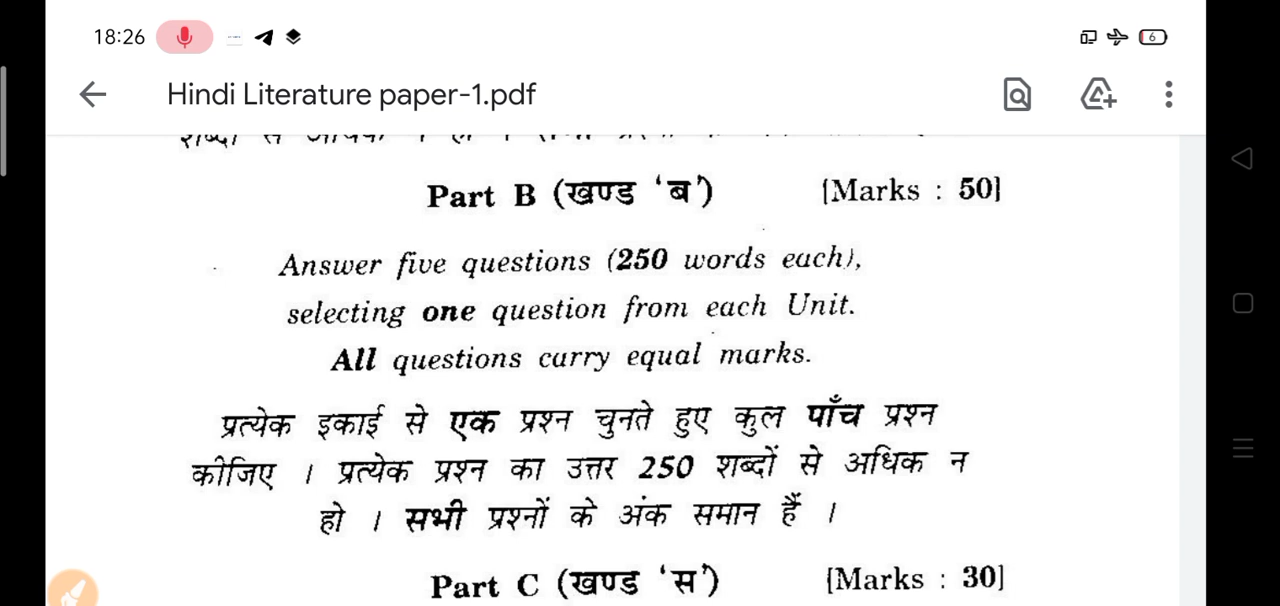 18:26
6
Hindi Literature paper-1.pdf
Part B (खण्ड ‘ब’) [Marks : 50]
Answer five questions (250 words each),
selecting one question from each Unit.
All questions carry equal marks.
प्रत्येक इकाई से एक प्रश्न चुनते हुए कुल पाँच प्रश्न
कीजिए । प्रत्येक प्रश्न का उत्तर 250 शब्दों से अधिक न
हो । सभी प्रश्नों के अंक समान हैं ।
Part C (खण्ड ‘स’) [Marks : 30]